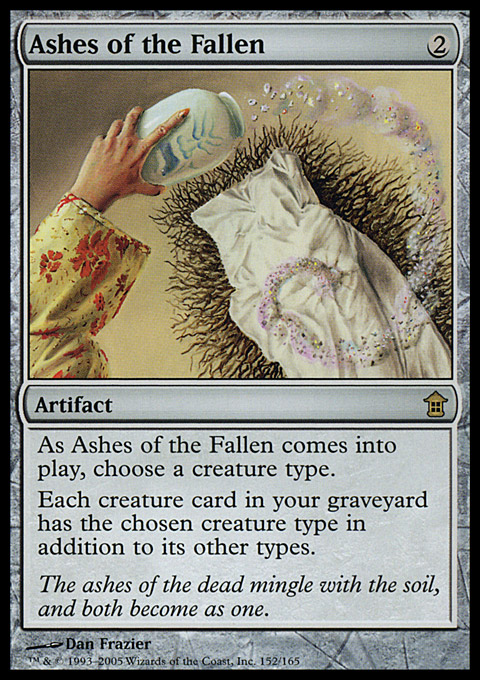 Ashes of the Fallen 2
Artifact
As Ashes of the Fallen comes into
play, choose a creature type.
Each creature card in your graveyard
has the chosen creature type in
addition to its other types.
The ashes of the dead mingle with the soil,
and both become as one.
Dan Frazier
™ & © 1993–2005 Wizards of the Coast, Inc. 152/165